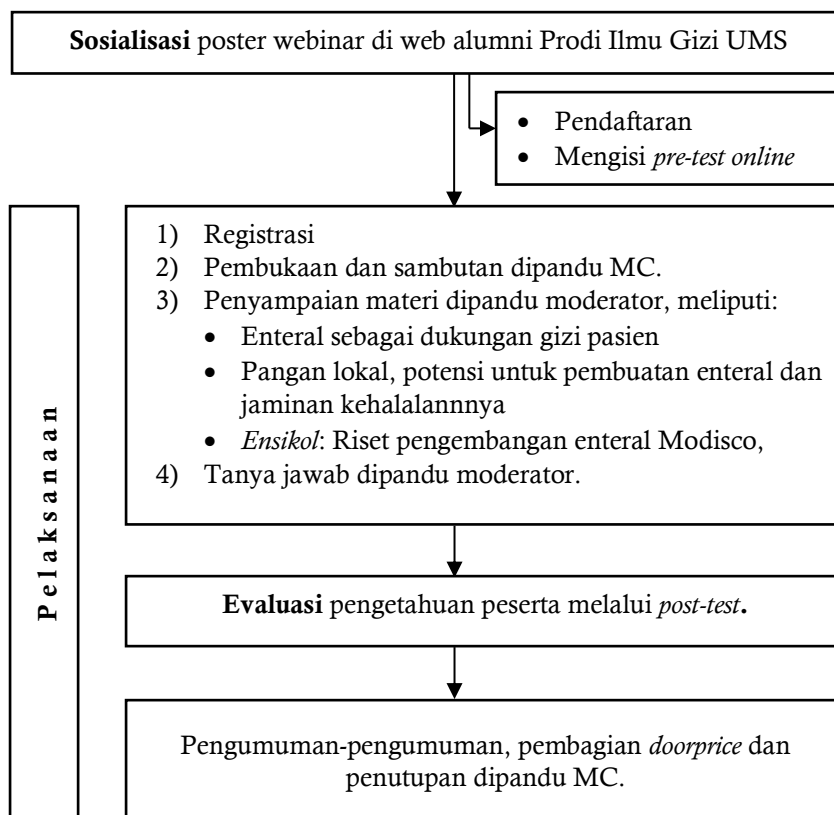 Sosialisasi poster webinar di web alumni Prodi Ilmu Gizi UMS
• Pendaftaran
• Mengisi pre-test online
Pelaksanaan
1) Registrasi
2) Pembukaan dan sambutan dipandu MC.
3) Penyampaian materi dipandu moderator, meliputi:
• Enteral sebagai dukungan gizi pasien
• Pangan lokal, potensi untuk pembuatan enteral dan
jaminan kehalalannnya
• Ensikol: Riset pengembangan enteral Modisco,
4) Tanya jawab dipandu moderator.
Evaluasi pengetahuan peserta melalui post-test.
Pengumuman-pengumuman, pembagian doorprice dan
penutupan dipandu MC.